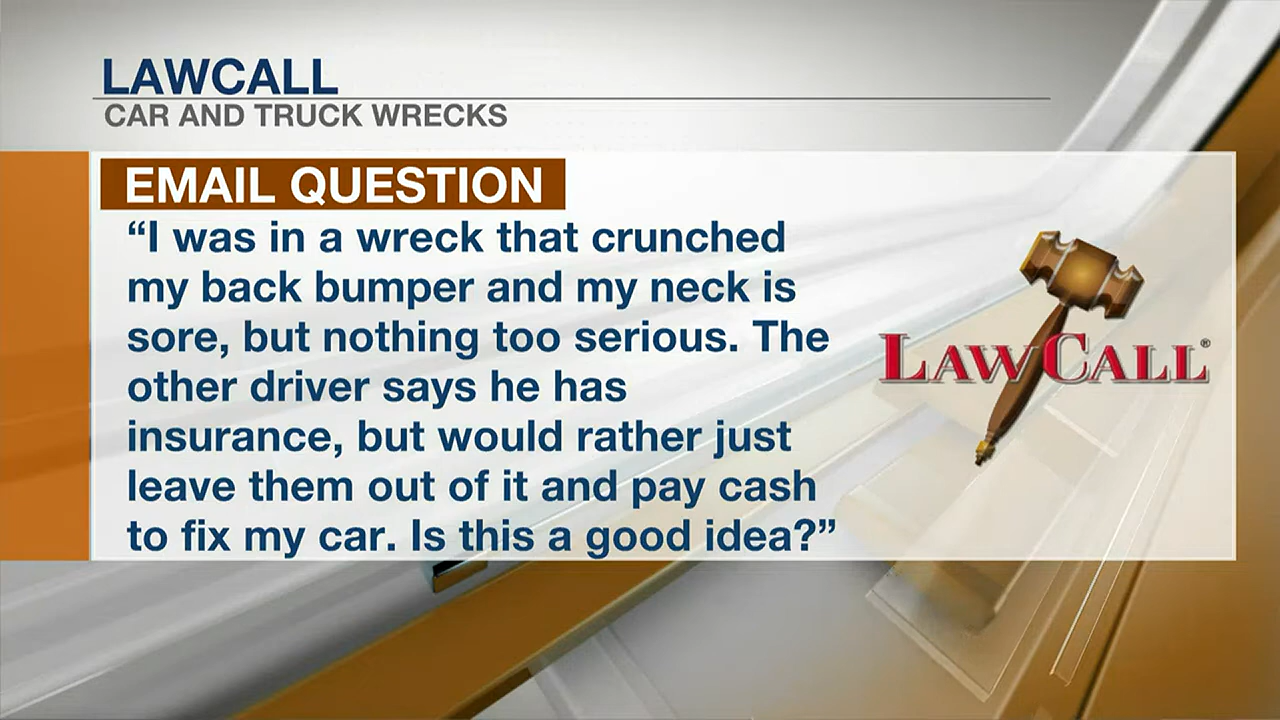 LAWCALL
CAR AND TRUCK WRECKS
EMAIL QUESTION
“I was in a wreck that crunched
my back bumper and my neck is
sore, but nothing too serious. The
other driver says he has
insurance, but would rather just
leave them out of it and pay cash
to fix my car. Is this a good idea?”
LAWCALL®